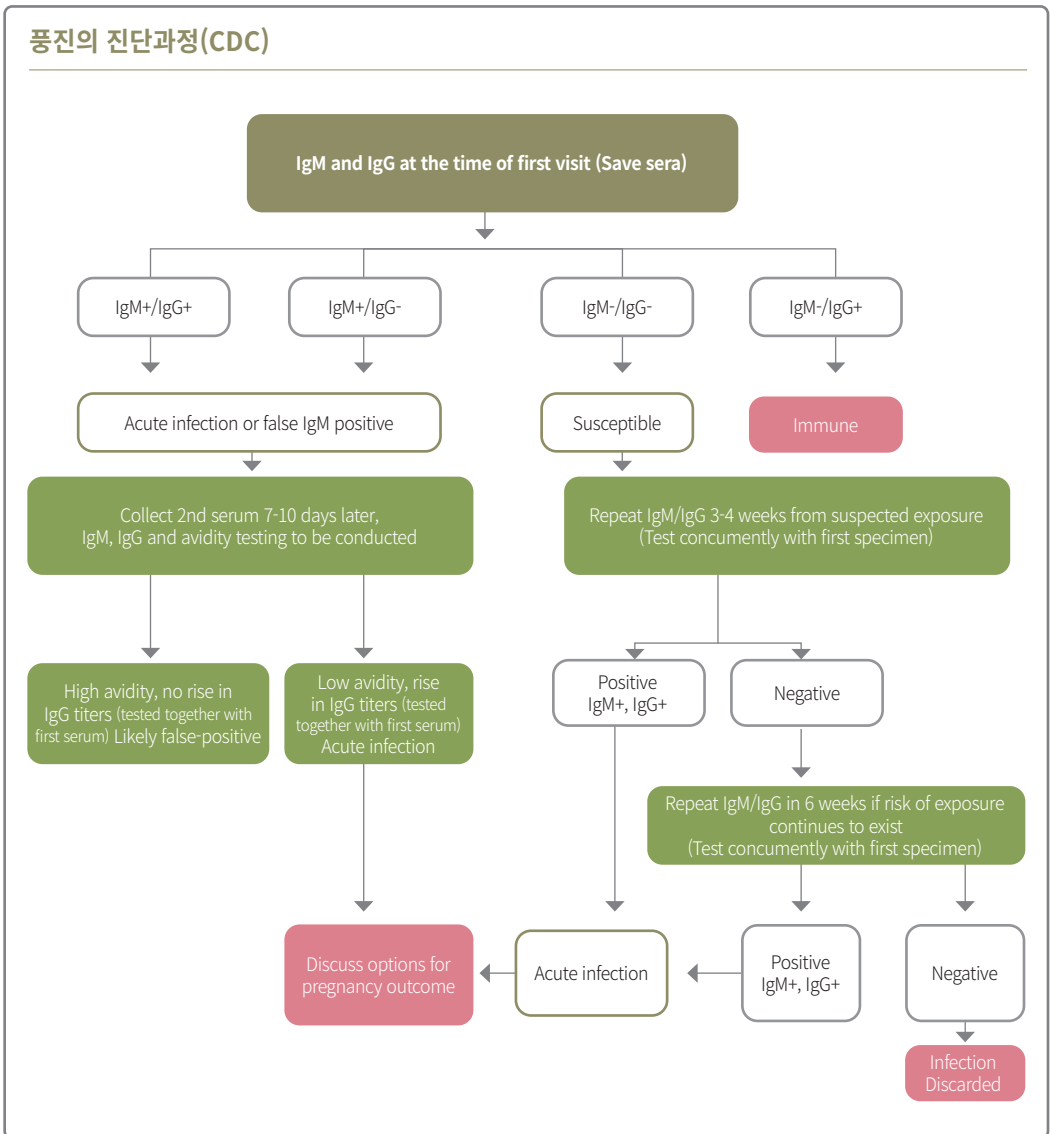 풍진의 진단과정(CDC)
IgM and IgG at the time of first visit (Save sera)
IgM+/IgG+
IgM+/IgG-
IgM-/IgG-
IgM-/IgG+
Acute infection or false IgM positive
Susceptible
Immune
Collect 2nd serum 7-10 days later,
IgM, IgG and avidity testing to be conducted
Repeat IgM/IgG 3-4 weeks from suspected exposure
(Test concumently with first specimen)
High avidity, no rise in
IgG titers (tested together with
first serum) Likely false-positive
Low avidity, rise
in IgG titers (tested
together with first serum)
Acute infection
Positive
IgM+, IgG+
Negative
Repeat IgM/IgG in 6 weeks if risk of exposure
continues to exist
(Test concumently with first specimen)
Discuss options for
pregnancy outcome
Acute infection
Positive
IgM+, IgG+
Negative
Infection
Discarded